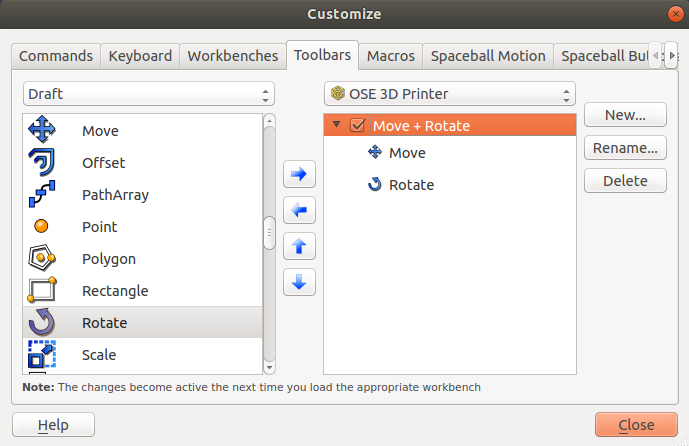 Customize
Commands Keyboard Workbenches Toolbars Macros Spaceball Motion Spaceball
Draft
OSE 3D Printer
Move
Offset
PathArray
Point
Polygon
Rectangle
Rotate
Scale
Move + Rotate
Move
Rotate
New...
Rename...
Delete
Note: The changes become active the next time you load the appropriate workbench
Help
Close